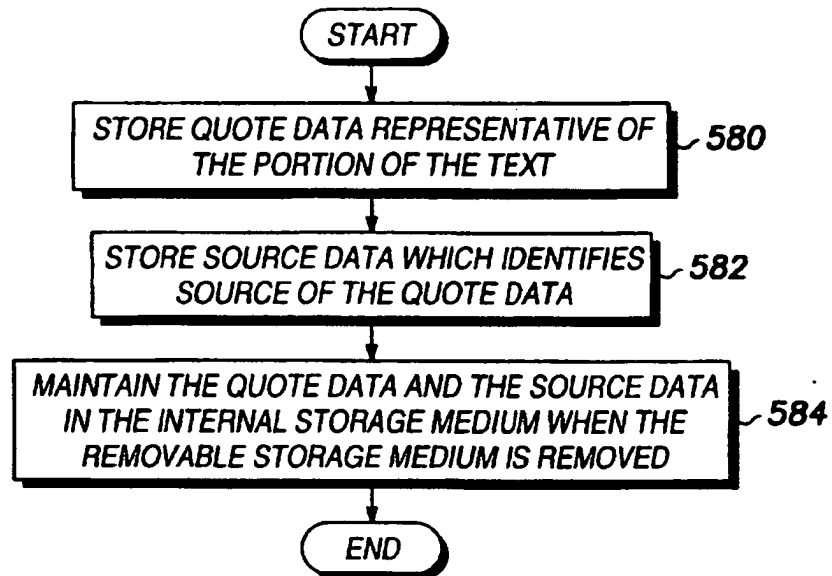 START
STORE QUOTE DATA REPRESENTATIVE OF
THE PORTION OF THE TEXT
580
STORE SOURCE DATA WHICH IDENTIFIES
SOURCE OF THE QUOTE DATA
582
MAINTAIN THE QUOTE DATA AND THE SOURCE DATA
IN THE INTERNAL STORAGE MEDIUM WHEN THE
REMOVABLE STORAGE MEDIUM IS REMOVED
584
END